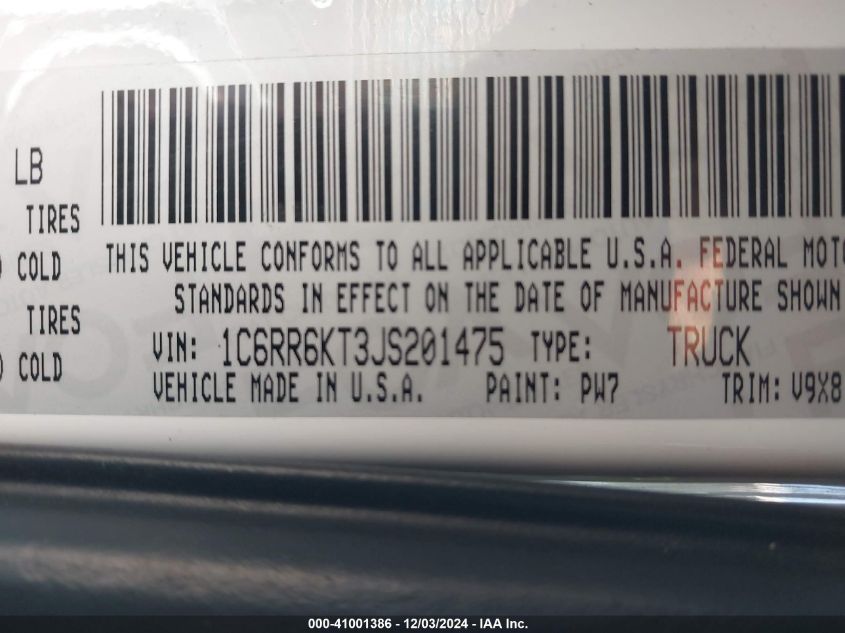 LB
TIRES
COLD
TIRES
COLD
THIS VEHICLE CONFORMS TO ALL APPLICABLE U.S.A. FEDERAL MOTO
STANDARDS IN EFFECT ON THE DATE OF MANUFACTURE SHOWN
VIN: 1C6RR6KT3JS201475 TYPE: TRUCK
VEHICLE MADE IN U.S.A. PAINT: PW7 TRIM: V9X8
000-41001386 - 12/03/2024 - IAA Inc.